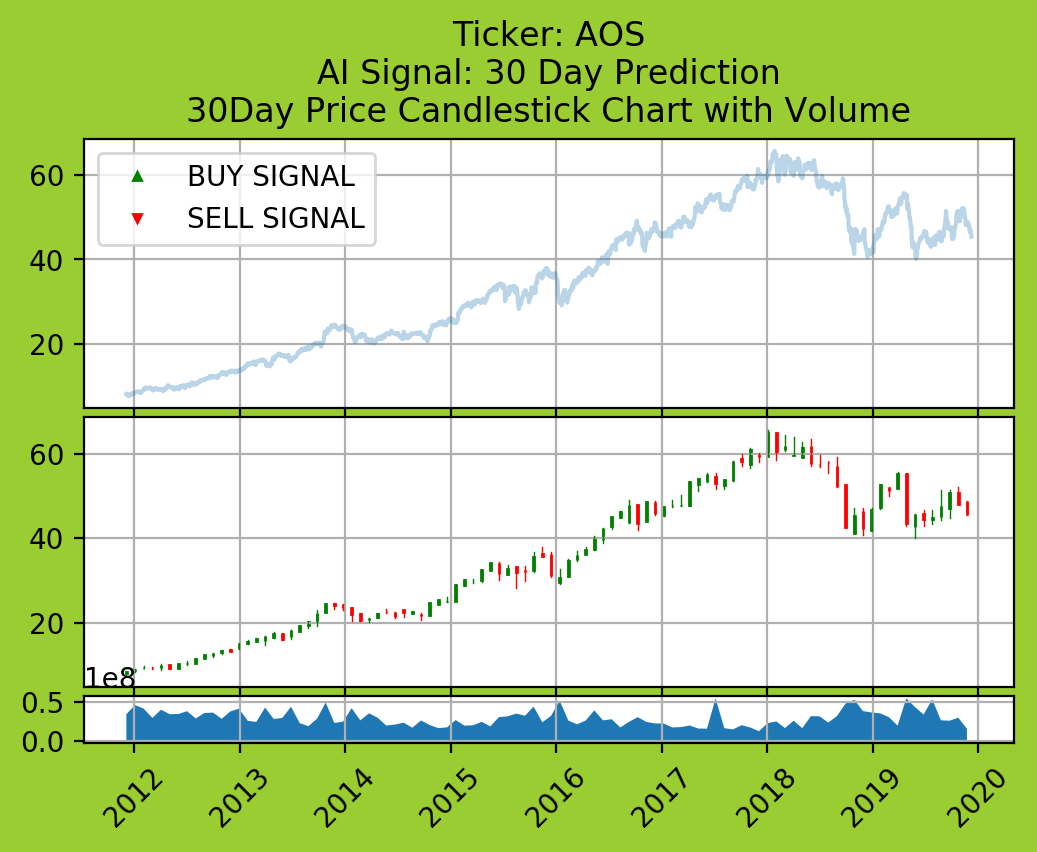 Ticker: AOS
AI Signal: 30 Day Prediction
30Day Price Candlestick Chart with Volume
BUY SIGNAL
SELL SIGNAL
60
40
20
60
40
20
1e8
0.5
0.0
2012 2013 2014 2015 2016 2017 2018 2019 2020